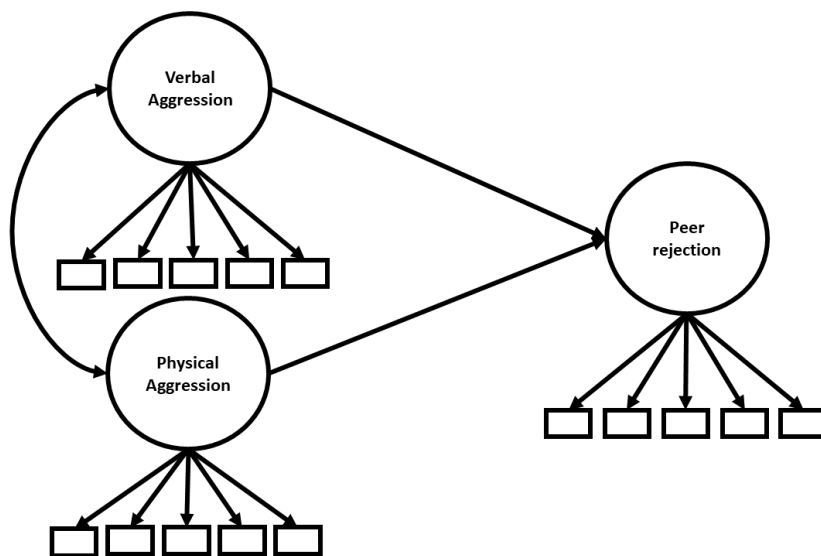 Verbal
Aggression
Peer
rejection
Physical
Aggression